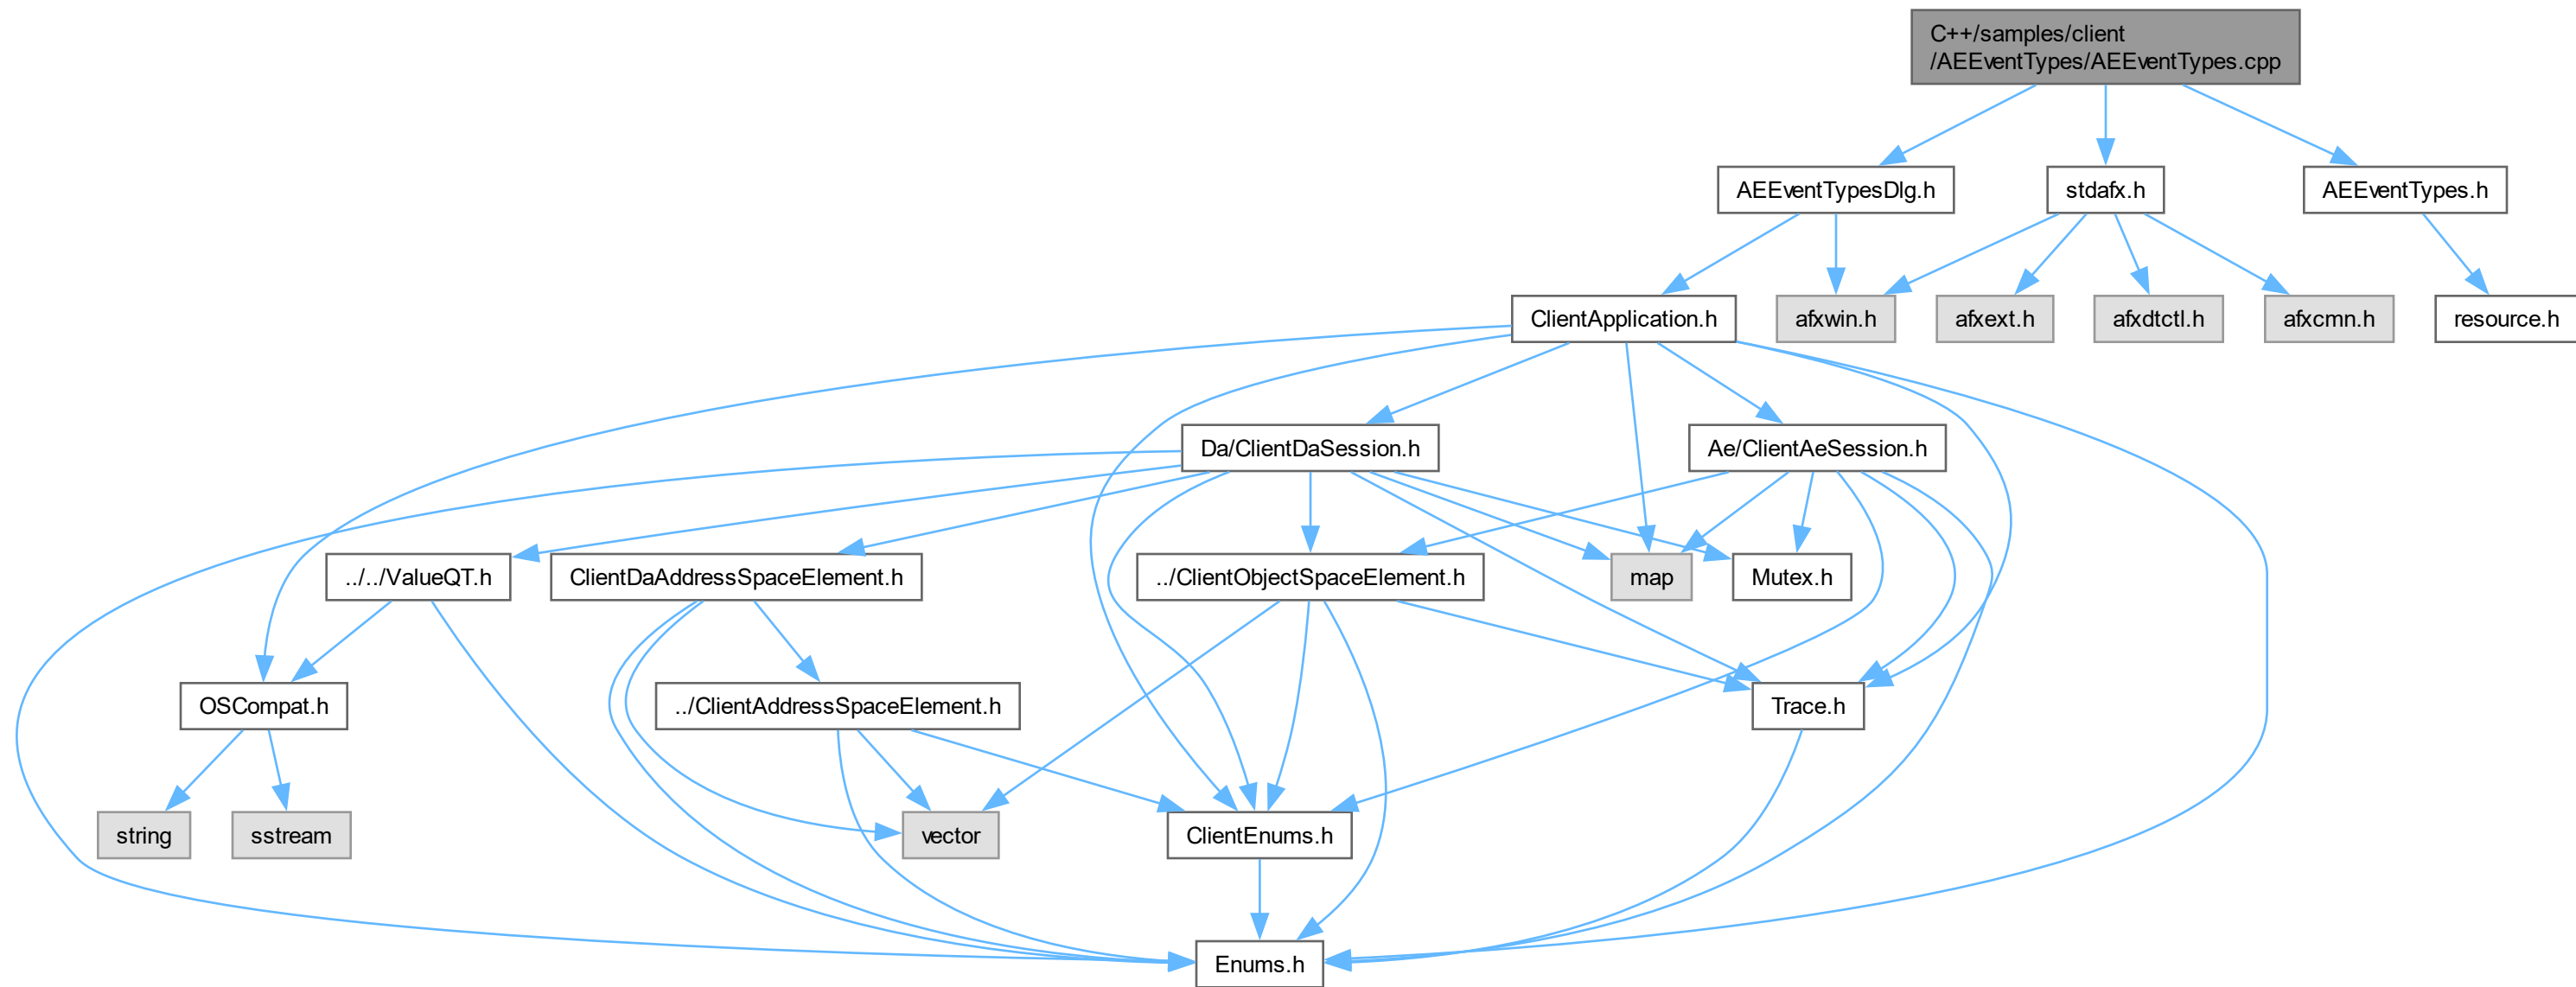 C++/samples/client
/AEEventTypes/AEEventTypes.cpp
AEEventTypesDlg.h
stdafx.h
AEEventTypes.h
ClientApplication.h
afxwin.h
afxext.h
afxdtctl.h
afxcmn.h
resource.h
Da/ClientDaSession.h
Ae/ClientAeSession.h
../../ValueQT.h
ClientDaAddressSpaceElement.h
../ClientObjectSpaceElement.h
map
Mutex.h
OSCompat.h
../ClientAddressSpaceElement.h
Trace.h
string
sstream
vector
ClientEnums.h
Enums.h